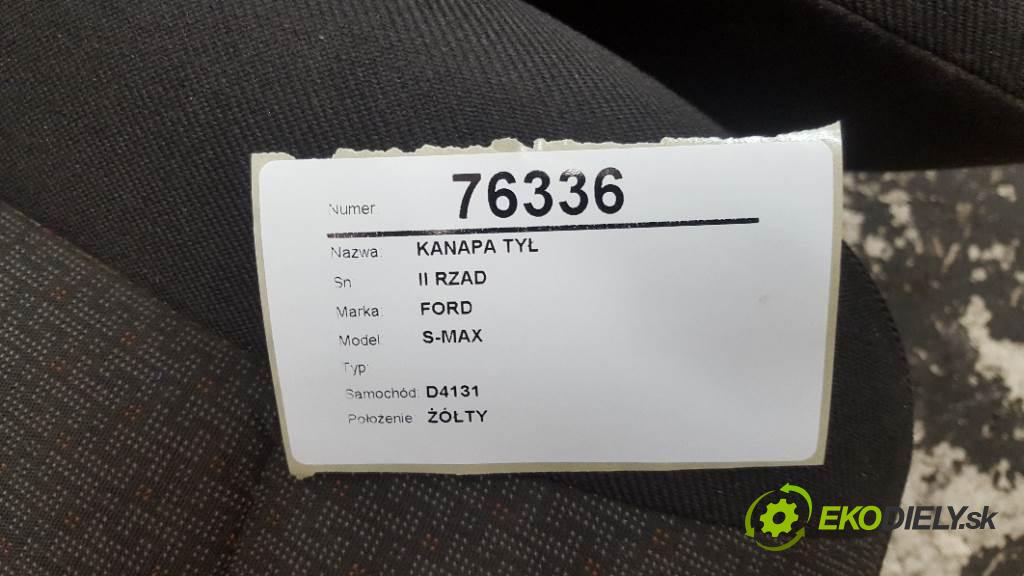 Numer: 76336
Nazwa: KANAPA TYŁ
Sn II RZAD
Marka: FORD
Model: S-MAX
Typ:
Samochód: D4131
Położenie ŻÓŁTY
EKODIELY.sk